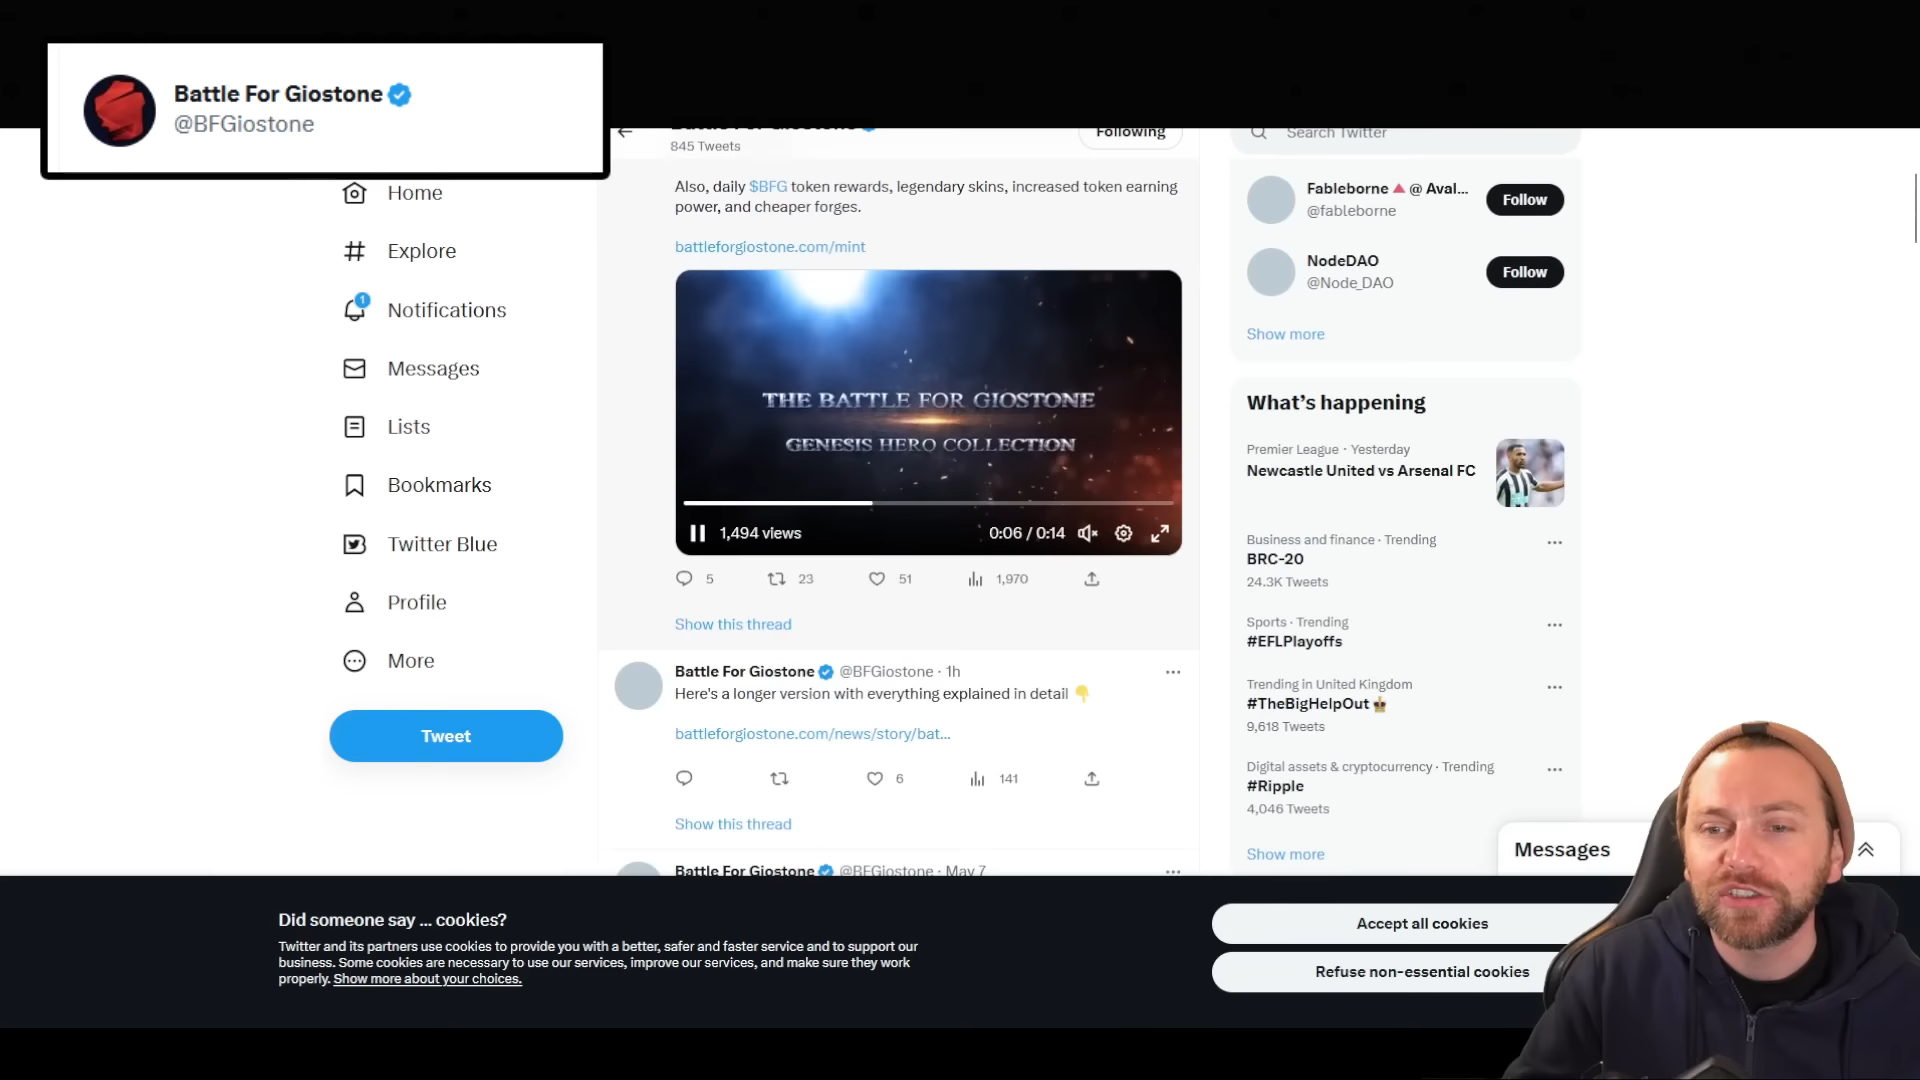 Battle For Giostone
@BFGiostone
Home
Explore
1
Notifications
Messages
Lists
Bookmarks
Twitter Blue
Profile
More
Tweet
Battle For Giostone
845 Tweets
Following
Also, daily $BFG token rewards, legendary skins, increased token earning
power, and cheaper forges.
battleforgiostone.com/mint
THE BATTLE FOR GIOSTONE
GENESIS HERO COLLECTION
1,494 views
0:06 / 0:14
5
23
51
1,970
Show this thread
Battle For Giostone @BFGiostone · 1h
Here's a longer version with everything explained in detail 👇
battleforgiostone.com/news/story/bat...
6
141
Show this thread
Battle For Giostone @BFGiostone · May 7
Search Twitter
Fableborne 🔺 @ Aval...
@fableborne
Follow
NodeDAO
@Node_DAO
Follow
Show more
What's happening
Premier League · Yesterday
Newcastle United vs Arsenal FC
Business and finance · Trending
BRC-20
24.3K Tweets
Sports · Trending
#EFLPlayoffs
Trending in United Kingdom
#TheBigHelpOut
9,618 Tweets
Digital assets & cryptocurrency · Trending
#Ripple
4,046 Tweets
Show more
Messages
Did someone say ... cookies?
Twitter and its partners use cookies to provide you with a better, safer and faster service and to support our
business. Some cookies are necessary to use our services, improve our services, and make sure they work
properly. Show more about your choices.
Accept all cookies
Refuse non-essential cookies